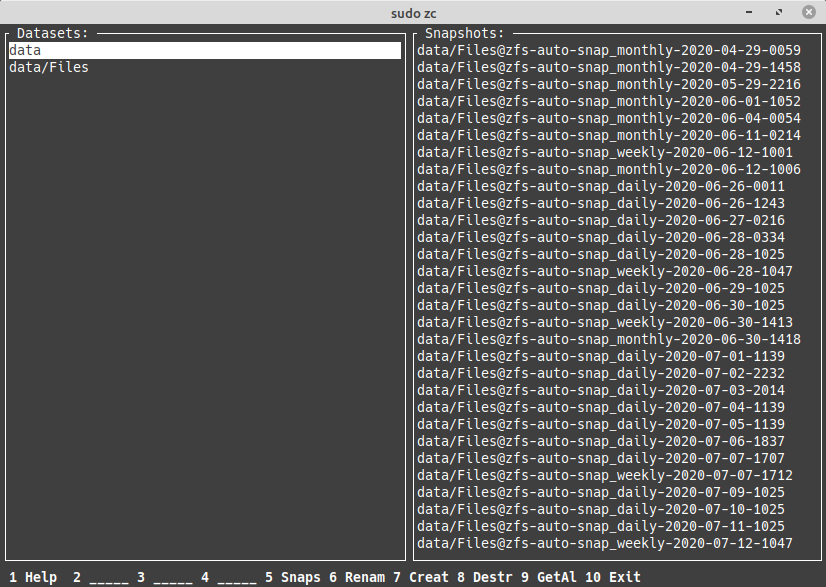 sudo zc
Datasets:
data
data/Files
Snapshots:
data/Files@zfs-auto-snap_monthly-2020-04-29-0059
data/Files@zfs-auto-snap_monthly-2020-04-29-1458
data/Files@zfs-auto-snap_monthly-2020-05-29-2216
data/Files@zfs-auto-snap_monthly-2020-06-01-1052
data/Files@zfs-auto-snap_monthly-2020-06-04-0054
data/Files@zfs-auto-snap_monthly-2020-06-11-0214
data/Files@zfs-auto-snap_weekly-2020-06-12-1001
data/Files@zfs-auto-snap_monthly-2020-06-12-1006
data/Files@zfs-auto-snap_daily-2020-06-26-0011
data/Files@zfs-auto-snap_daily-2020-06-26-1243
data/Files@zfs-auto-snap_daily-2020-06-27-0216
data/Files@zfs-auto-snap_daily-2020-06-28-0334
data/Files@zfs-auto-snap_daily-2020-06-28-1025
data/Files@zfs-auto-snap_weekly-2020-06-28-1047
data/Files@zfs-auto-snap_daily-2020-06-29-1025
data/Files@zfs-auto-snap_daily-2020-06-30-1025
data/Files@zfs-auto-snap_weekly-2020-06-30-1413
data/Files@zfs-auto-snap_monthly-2020-06-30-1418
data/Files@zfs-auto-snap_daily-2020-07-01-1139
data/Files@zfs-auto-snap_daily-2020-07-02-2232
data/Files@zfs-auto-snap_daily-2020-07-03-2014
data/Files@zfs-auto-snap_daily-2020-07-04-1139
data/Files@zfs-auto-snap_daily-2020-07-05-1139
data/Files@zfs-auto-snap_daily-2020-07-06-1837
data/Files@zfs-auto-snap_daily-2020-07-07-1707
data/Files@zfs-auto-snap_weekly-2020-07-07-1712
data/Files@zfs-auto-snap_daily-2020-07-09-1025
data/Files@zfs-auto-snap_daily-2020-07-10-1025
data/Files@zfs-auto-snap_daily-2020-07-11-1025
data/Files@zfs-auto-snap_weekly-2020-07-12-1047
1 Help  2 _____ 3 _____ 4 _____ 5 Snaps 6 Renam 7 Creat 8 Destr 9 GetAl 10 Exit